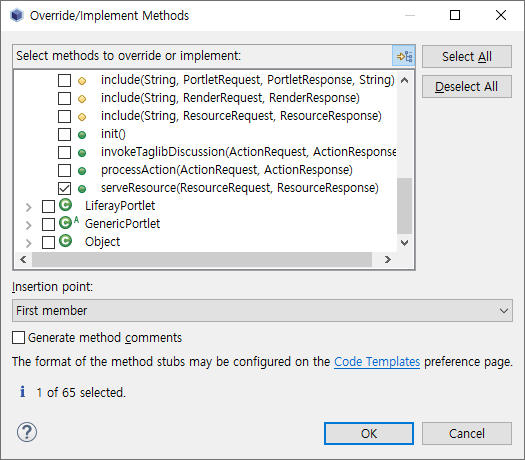 Override/Implement Methods
Select methods to override or implement:
Select All
Deselect All
include(String, PortletRequest, PortletResponse, String)
include(String, RenderRequest, RenderResponse)
include(String, ResourceRequest, ResourceResponse)
init()
invokeTaglibDiscussion(ActionRequest, ActionResponse
processAction(ActionRequest, ActionResponse)
serveResource(ResourceRequest, ResourceResponse)
LiferayPortlet
GenericPortlet
Object
Insertion point:
First member
Generate method comments
The format of the method stubs may be configured on the Code Templates preference page.
1 of 65 selected.
OK
Cancel